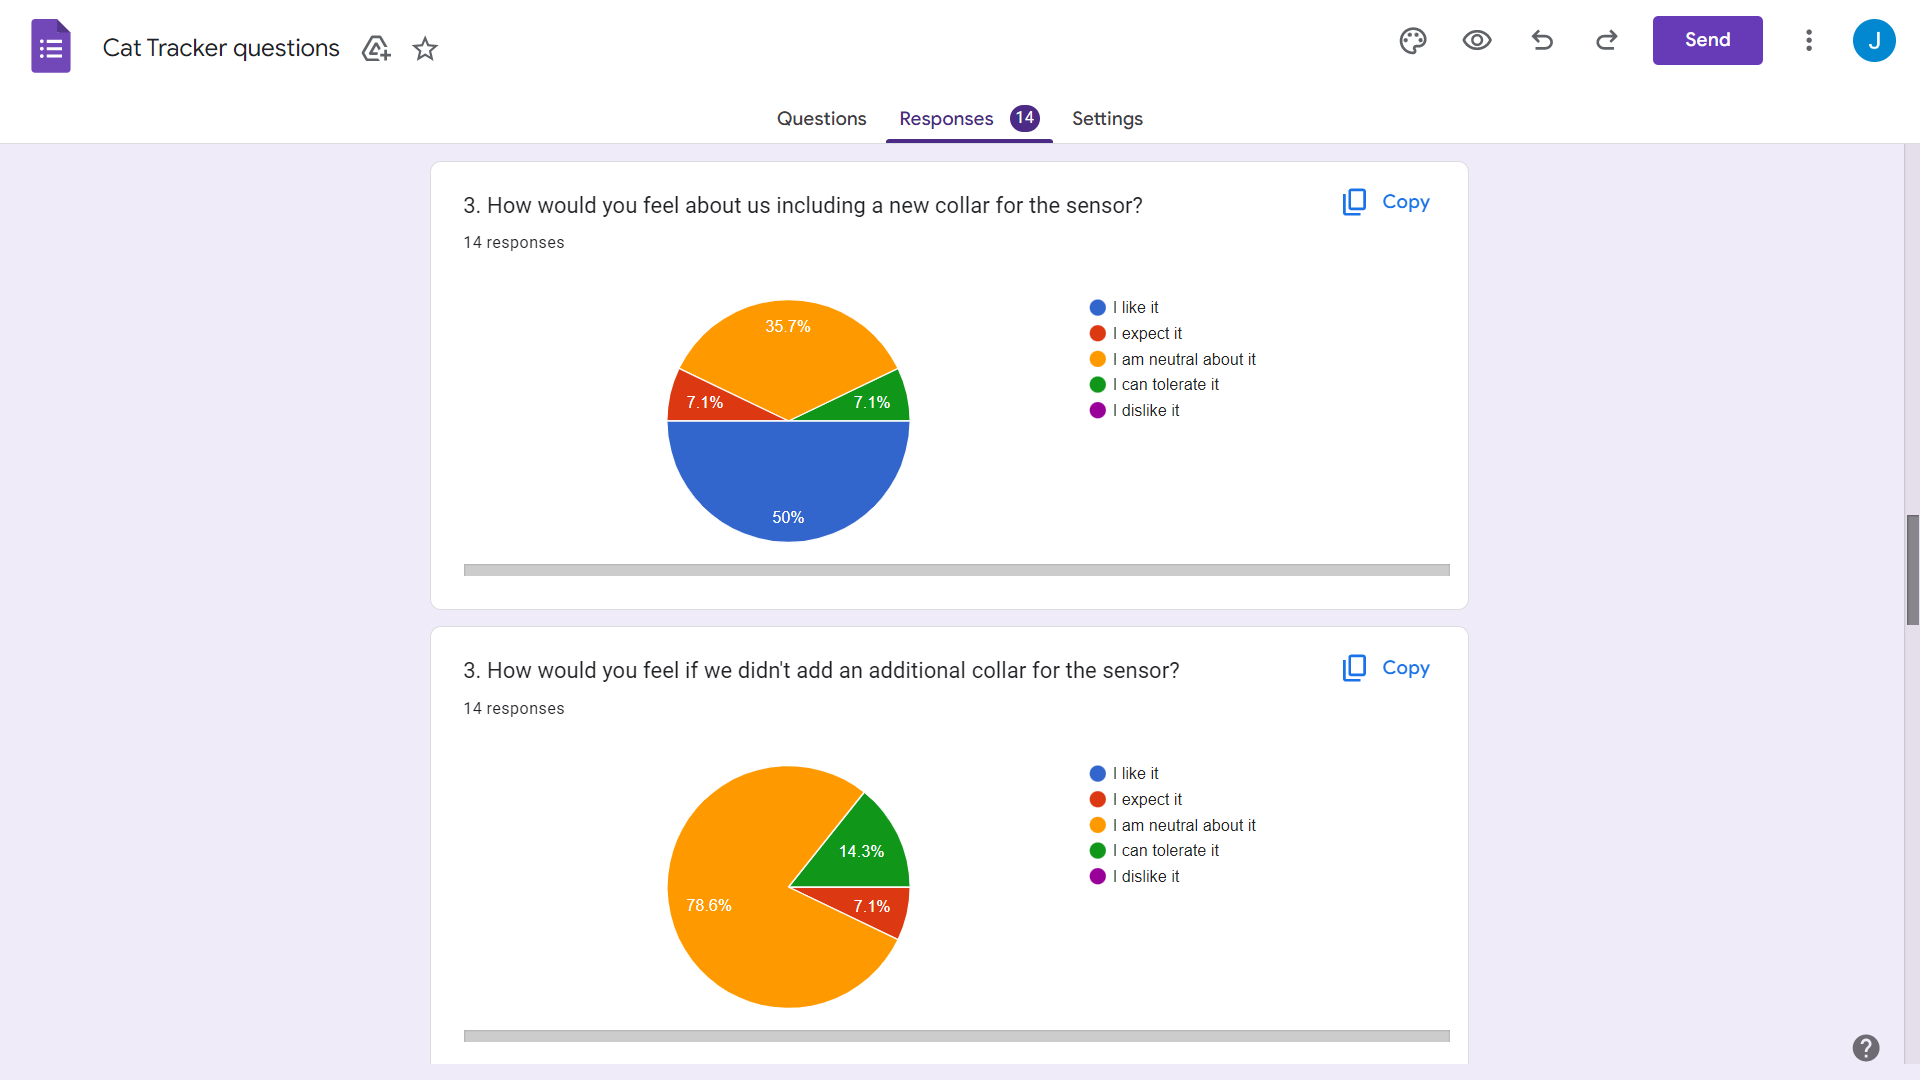 Cat Tracker questions
Send
J
Questions
Responses 14
Settings
3. How would you feel about us including a new collar for the sensor?
Copy
14 responses
35.7%
7.1%
7.1%
50%
I like it
I expect it
I am neutral about it
I can tolerate it
I dislike it
3. How would you feel if we didn't add an additional collar for the sensor?
Copy
14 responses
14.3%
78.6%
7.1%
I like it
I expect it
I am neutral about it
I can tolerate it
I dislike it
?